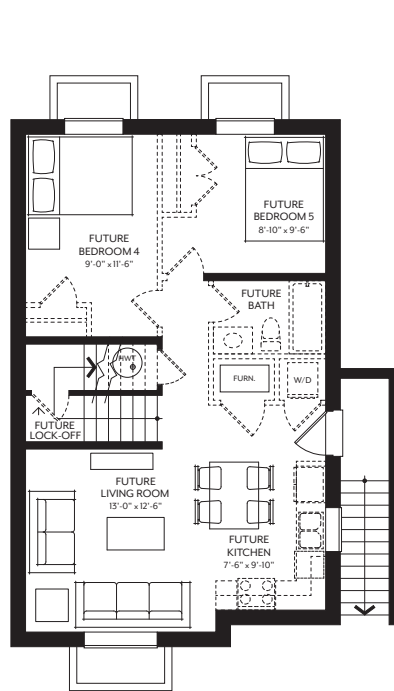 FUTURE
BEDROOM 4
9'-0" x 11'-6"
FUTURE
BEDROOM 5
8'-10" x 9'-6"
FUTURE
BATH
HWT
FURN.
W/D
FUTURE
LOCK-OFF
FUTURE
LIVING ROOM
13'-0" x 12'-6"
FUTURE
KITCHEN
7'-6" x 9'-10"